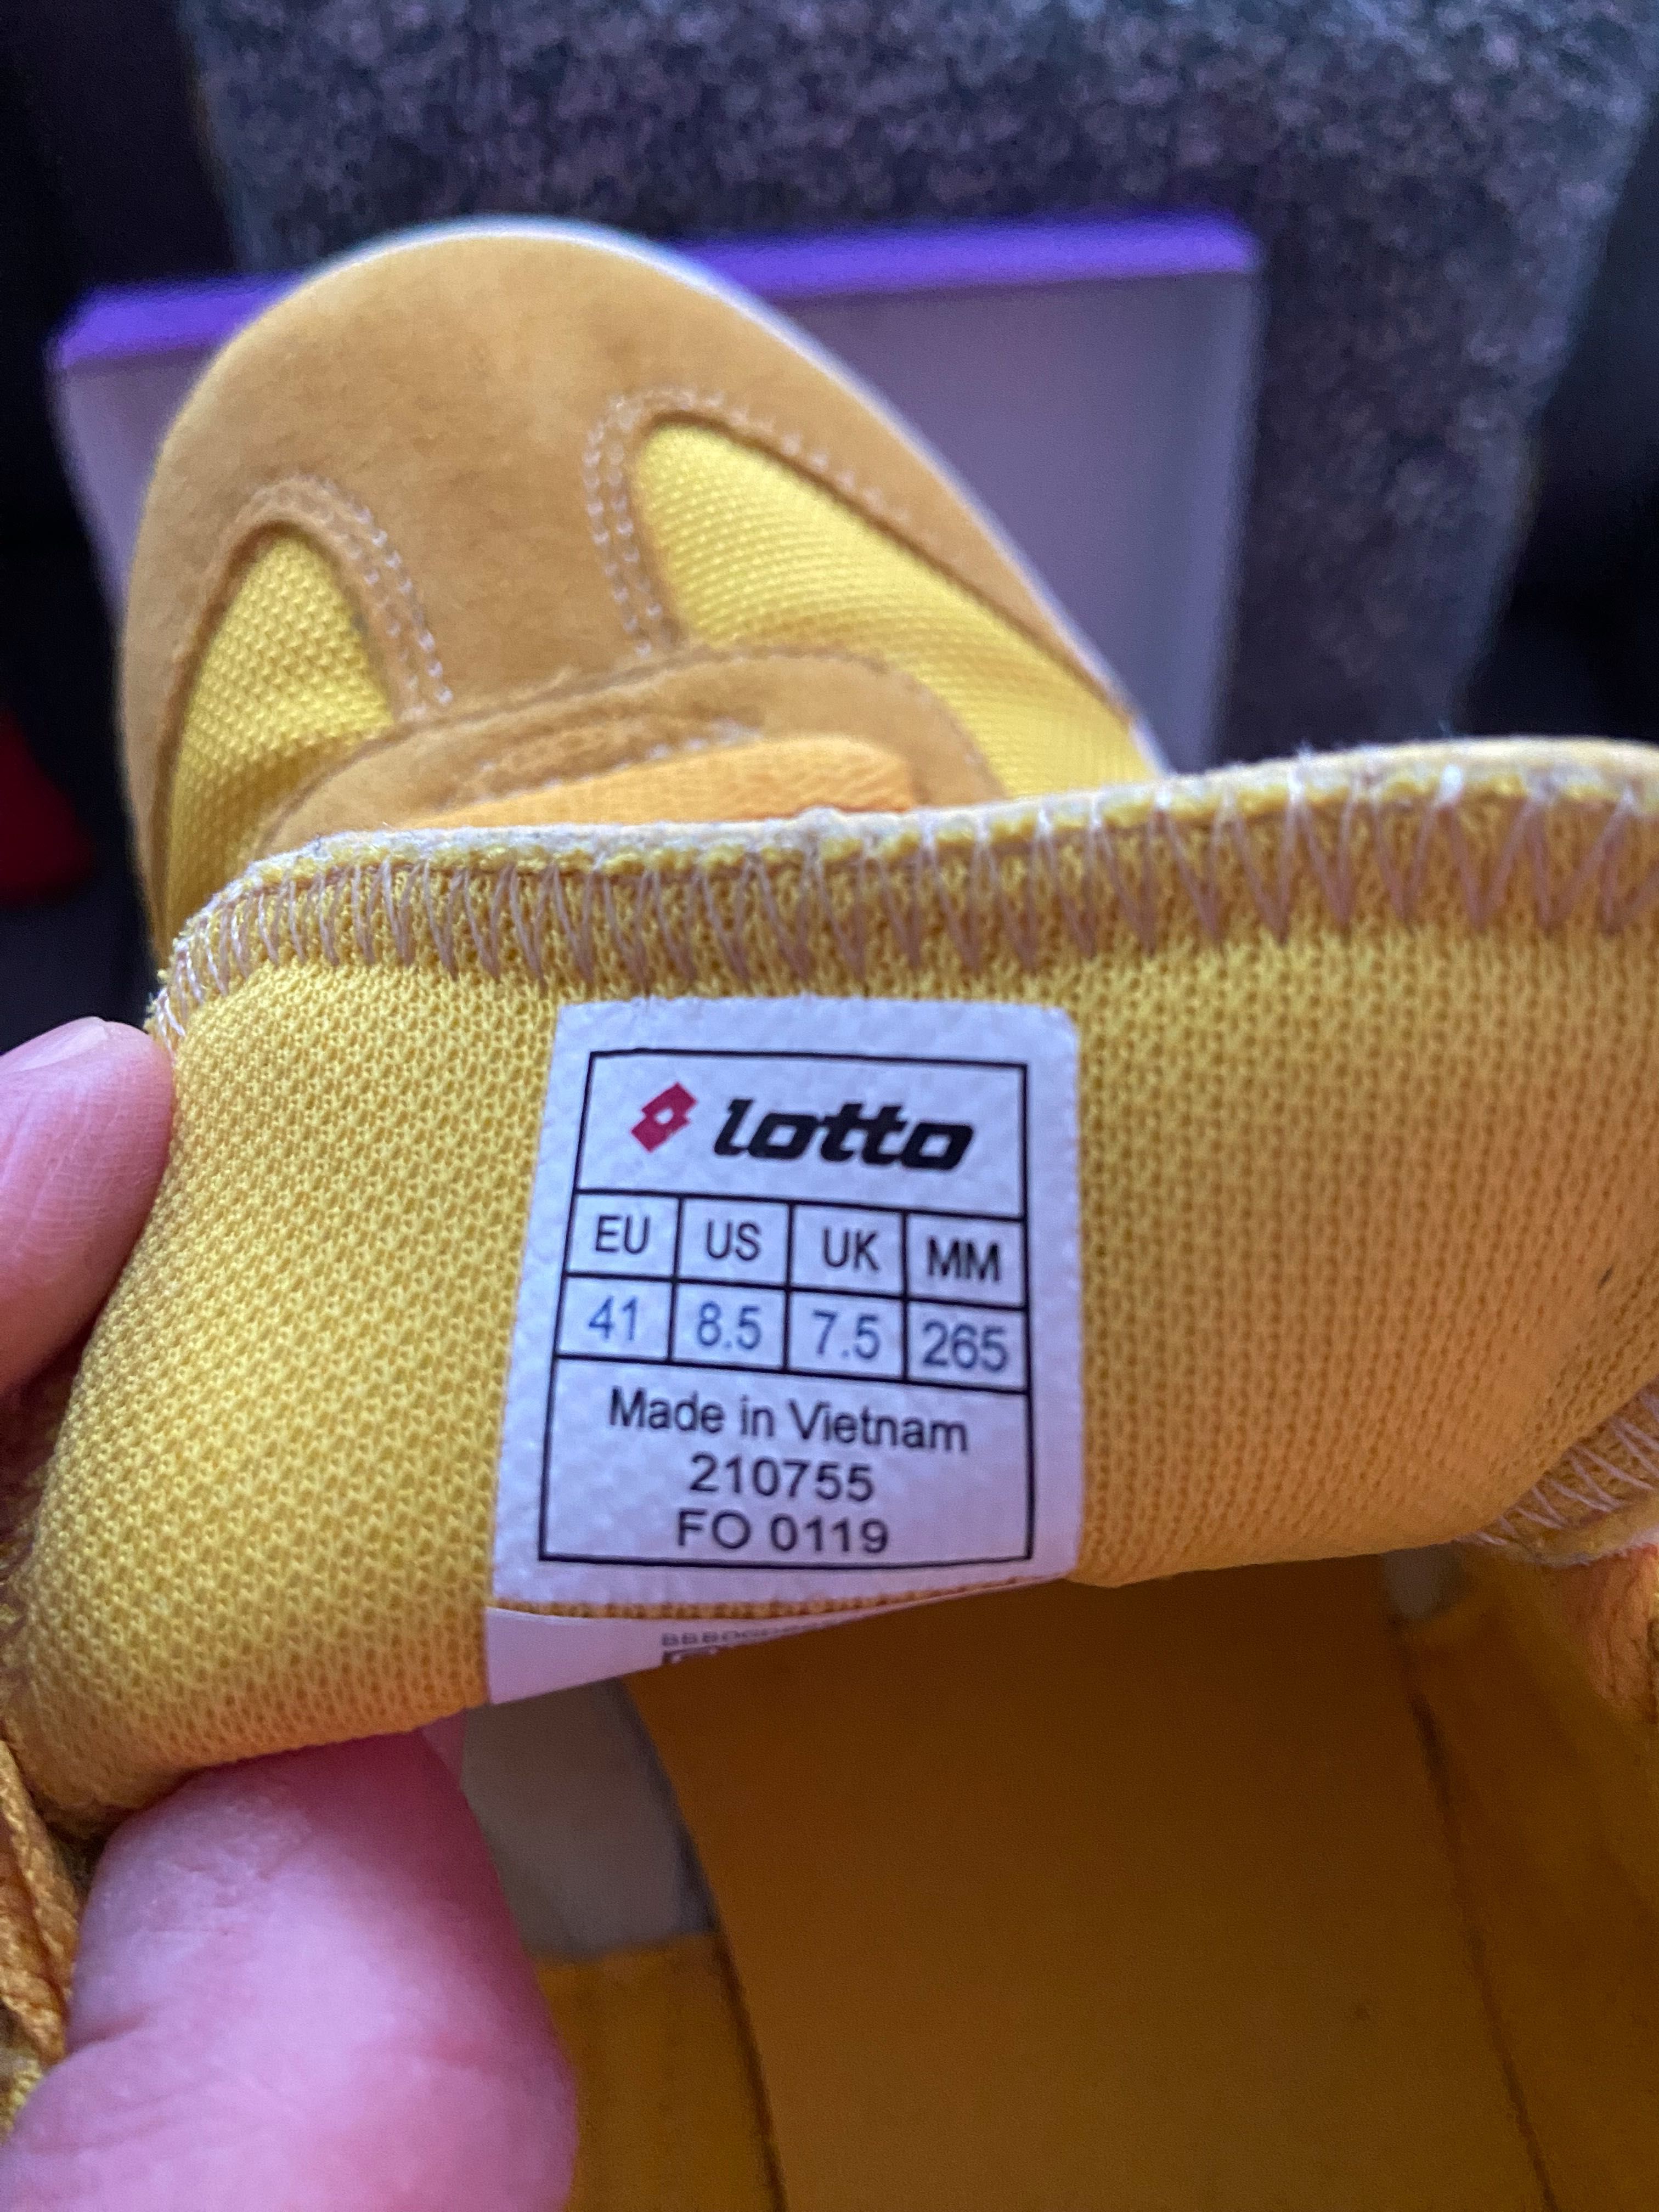 lotto
EU US UK MM
41 8.5 7.5 265
Made in Vietnam
210755
FO 0119